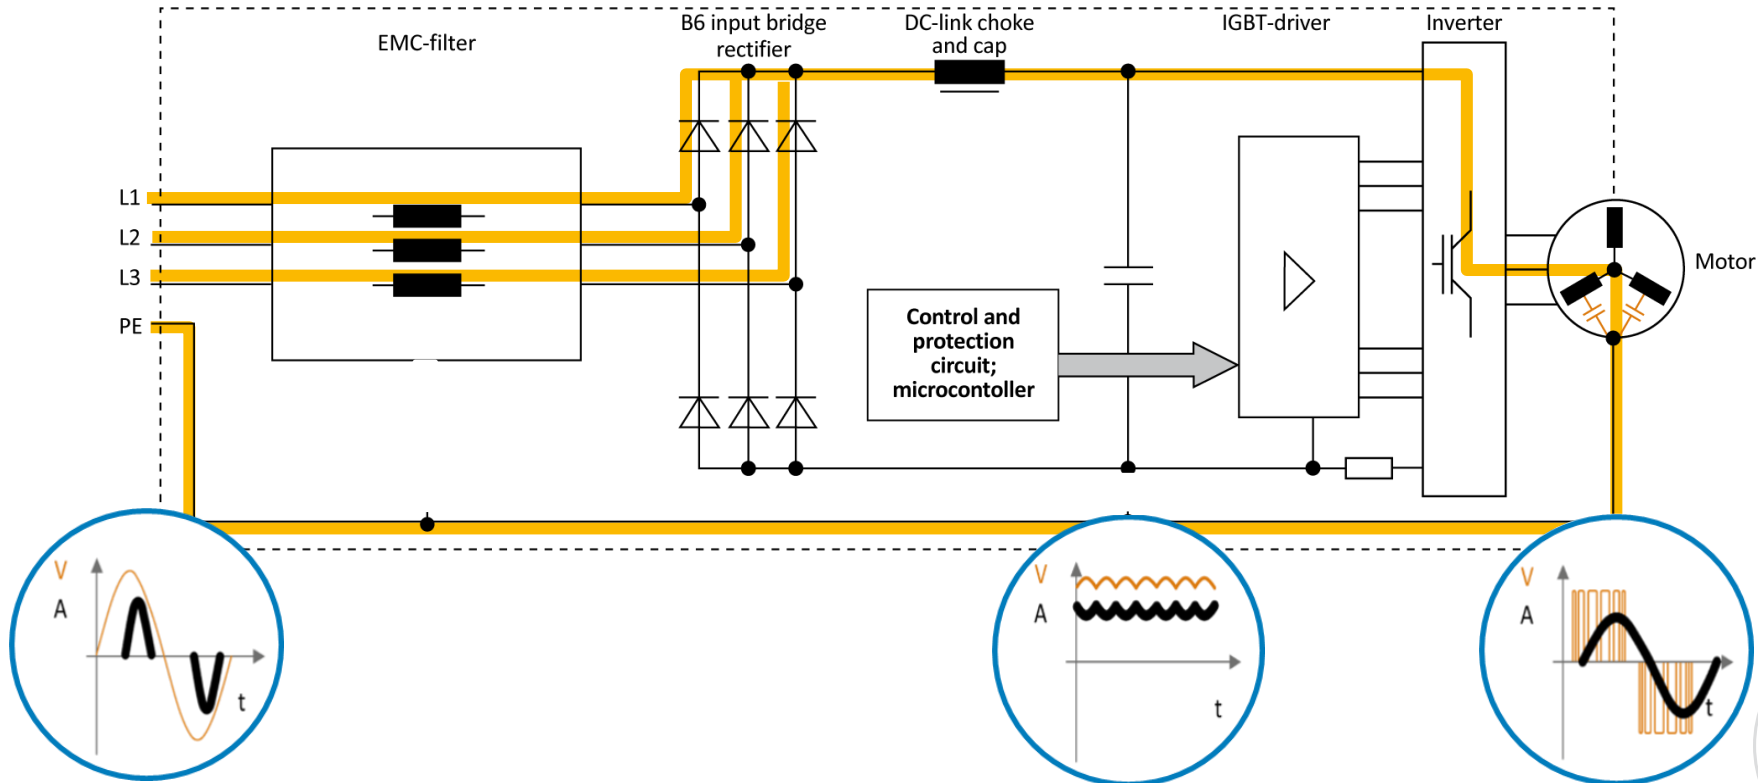 EMC-filter
B6 input bridge
rectifier
DC-link choke
and cap
IGBT-driver
Inverter
L1
L2
L3
PE
Motor
Control and
protection
circuit;
microcontoller
V
A
t
V
A
t
V
A
t